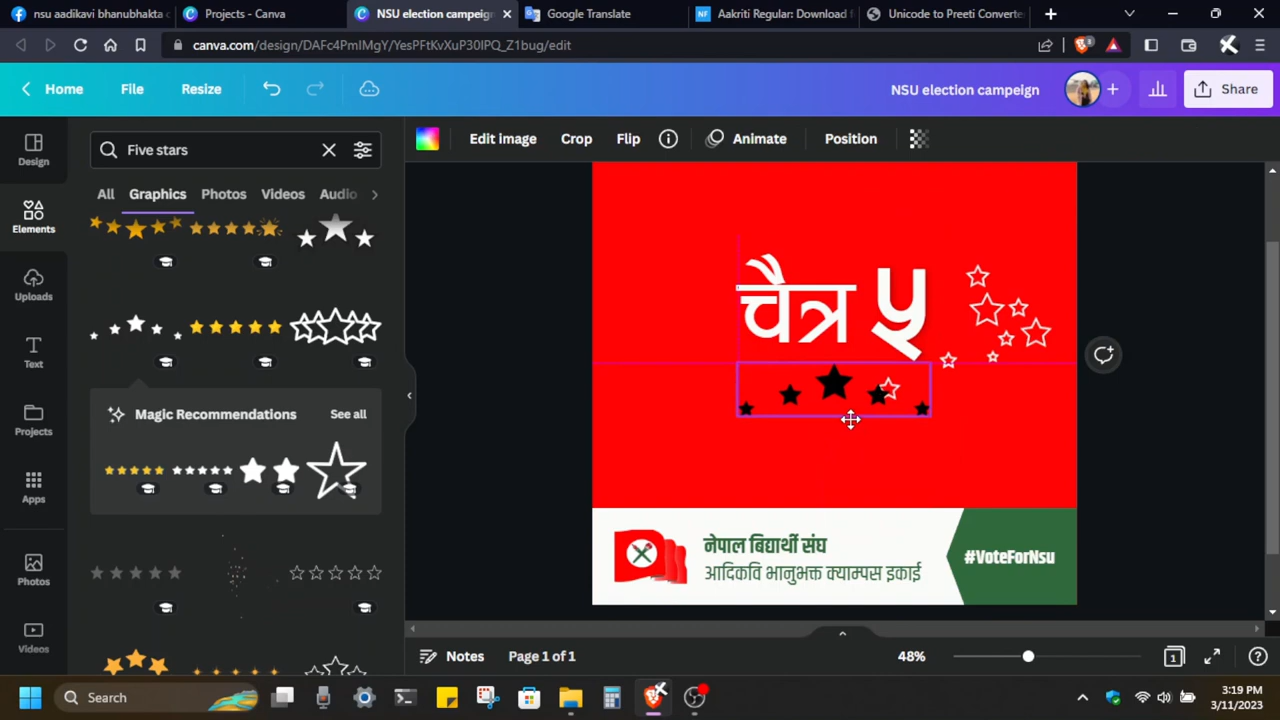 nsu aadikavi bhanubhakta c
Projects - Canva
NSU election campaign
Google Translate
Aakriti Regular: Download f
Unicode to Preeti Converte
canva.com/design/DAFc4PmIMgY/YesPFtKvXuP30IPQ_Z1bug/edit
Home
File
Resize
NSU election campaign
Share
Design
Elements
Uploads
Text
Projects
Apps
Photos
Videos
Five stars
All
Graphics
Photos
Videos
Audio
Magic Recommendations
See all
Edit image
Crop
Flip
Animate
Position
चैत्र ५
नेपाल बिद्यार्थी संघ
आदिकवि भानुभक्त क्याम्पस इकाई
#VoteForNsu
Notes
Page 1 of 1
48%
1
Search
3:19 PM
3/11/2023